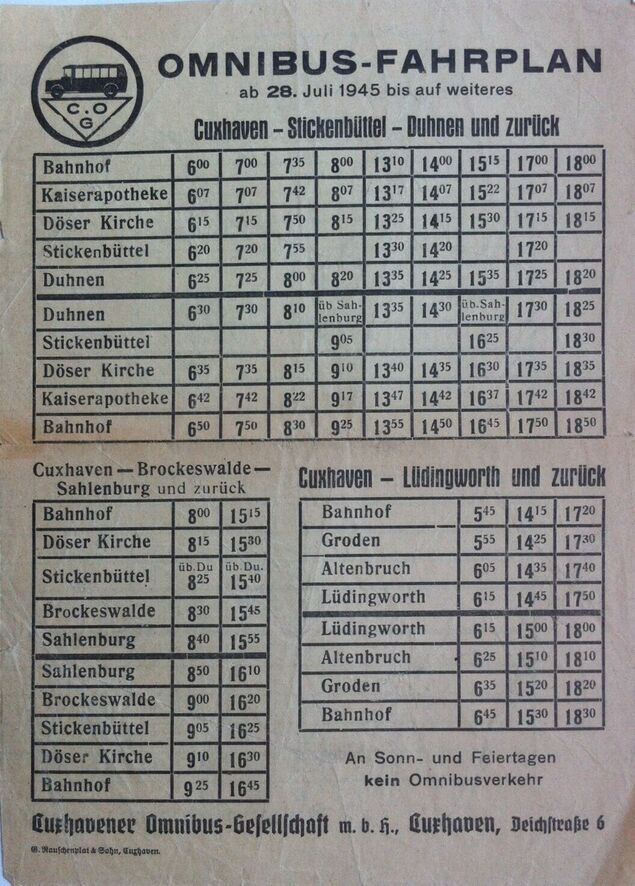 C. O
G
OMNIBUS-FAHRPLAN
ab 28. Juli 1945 bis auf weiteres
Cuxhaven – Stickenbüttel – Duhnen und zurück
Bahnhof 6⁰⁰ 7⁰⁰ 7³⁵ 8⁰⁰ 13¹⁰ 14⁰⁰ 15¹⁵ 17⁰⁰ 18⁰⁰
Kaiserapotheke 6⁰⁷ 7⁰⁷ 7⁴² 8⁰⁷ 13¹⁷ 14⁰⁷ 15²² 17⁰⁷ 18⁰⁷
Döser Kirche 6¹⁵ 7¹⁵ 7⁵⁰ 8¹⁵ 13²⁵ 14¹⁵ 15³⁰ 17¹⁵ 18¹⁵
Stickenbüttel 6²⁰ 7²⁰ 7⁵⁵ 13³⁰ 14²⁰ 17²⁰
Duhnen 6²⁵ 7²⁵ 8⁰⁰ 8²⁰ 13³⁵ 14²⁵ 15³⁵ 17²⁵ 18²⁰
Duhnen 6³⁰ 7³⁰ 8¹⁰ üb Sah-lenburg 13³⁵ 14³⁰ üb.Sah-lenburg 17³⁰ 18²⁵
Stickenbüttel 9⁰⁵ 16²⁵ 18³⁰
Döser Kirche 6³⁵ 7³⁵ 8¹⁵ 9¹⁰ 13⁴⁰ 14³⁵ 16³⁰ 17³⁵ 18³⁵
Kaiserapotheke 6⁴² 7⁴² 8²² 9¹⁷ 13⁴⁷ 14⁴² 16³⁷ 17⁴² 18⁴²
Bahnhof 6⁵⁰ 7⁵⁰ 8³⁰ 9²⁵ 13⁵⁵ 14⁵⁰ 16⁴⁵ 17⁵⁰ 18⁵⁰
Cuxhaven – Brockeswalde –
Sahlenburg und zurück
Bahnhof 8⁰⁰ 15¹⁵
Döser Kirche 8¹⁵ 15³⁰
Stickenbüttel üb.Du 8²⁵ üb.Du. 15⁴⁰
Brockeswalde 8³⁰ 15⁴⁵
Sahlenburg 8⁴⁰ 15⁵⁵
Sahlenburg 8⁵⁰ 16¹⁰
Brockeswalde 9⁰⁰ 16²⁰
Stickenbüttel 9⁰⁵ 16²⁵
Döser Kirche 9¹⁰ 16³⁰
Bahnhof 9²⁵ 16⁴⁵
Cuxhaven – Lüdingworth und zurück
Bahnhof 5⁴⁵ 14¹⁵ 17²⁰
Groden 5⁵⁵ 14²⁵ 17³⁰
Altenbruch 6⁰⁵ 14³⁵ 17⁴⁰
Lüdingworth 6¹⁵ 14⁴⁵ 17⁵⁰
Lüdingworth 6¹⁵ 15⁰⁰ 18⁰⁰
Altenbruch 6²⁵ 15¹⁰ 18¹⁰
Groden 6³⁵ 15²⁰ 18²⁰
Bahnhof 6⁴⁵ 15³⁰ 18³⁰
An Sonn- und Feiertagen
kein Omnibusverkehr
Cuxhavener Omnibus-Gesellschaft m. b. H., Cuxhaven, Deichstraße 6
G. Rauschenplat & Sohn, Cuxhaven.